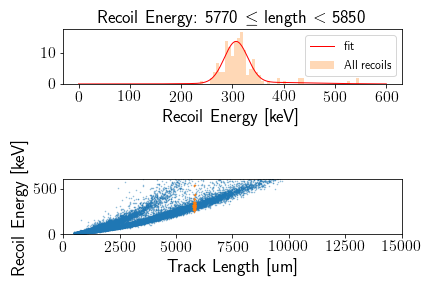 Recoil Energy: 5770 ≤ length < 5850
10
0
fit
All recoils
0 100 200 300 400 500 600
Recoil Energy [keV]
Recoil Energy [keV]
500
0
0 2500 5000 7500 10000 12500 15000
Track Length [um]